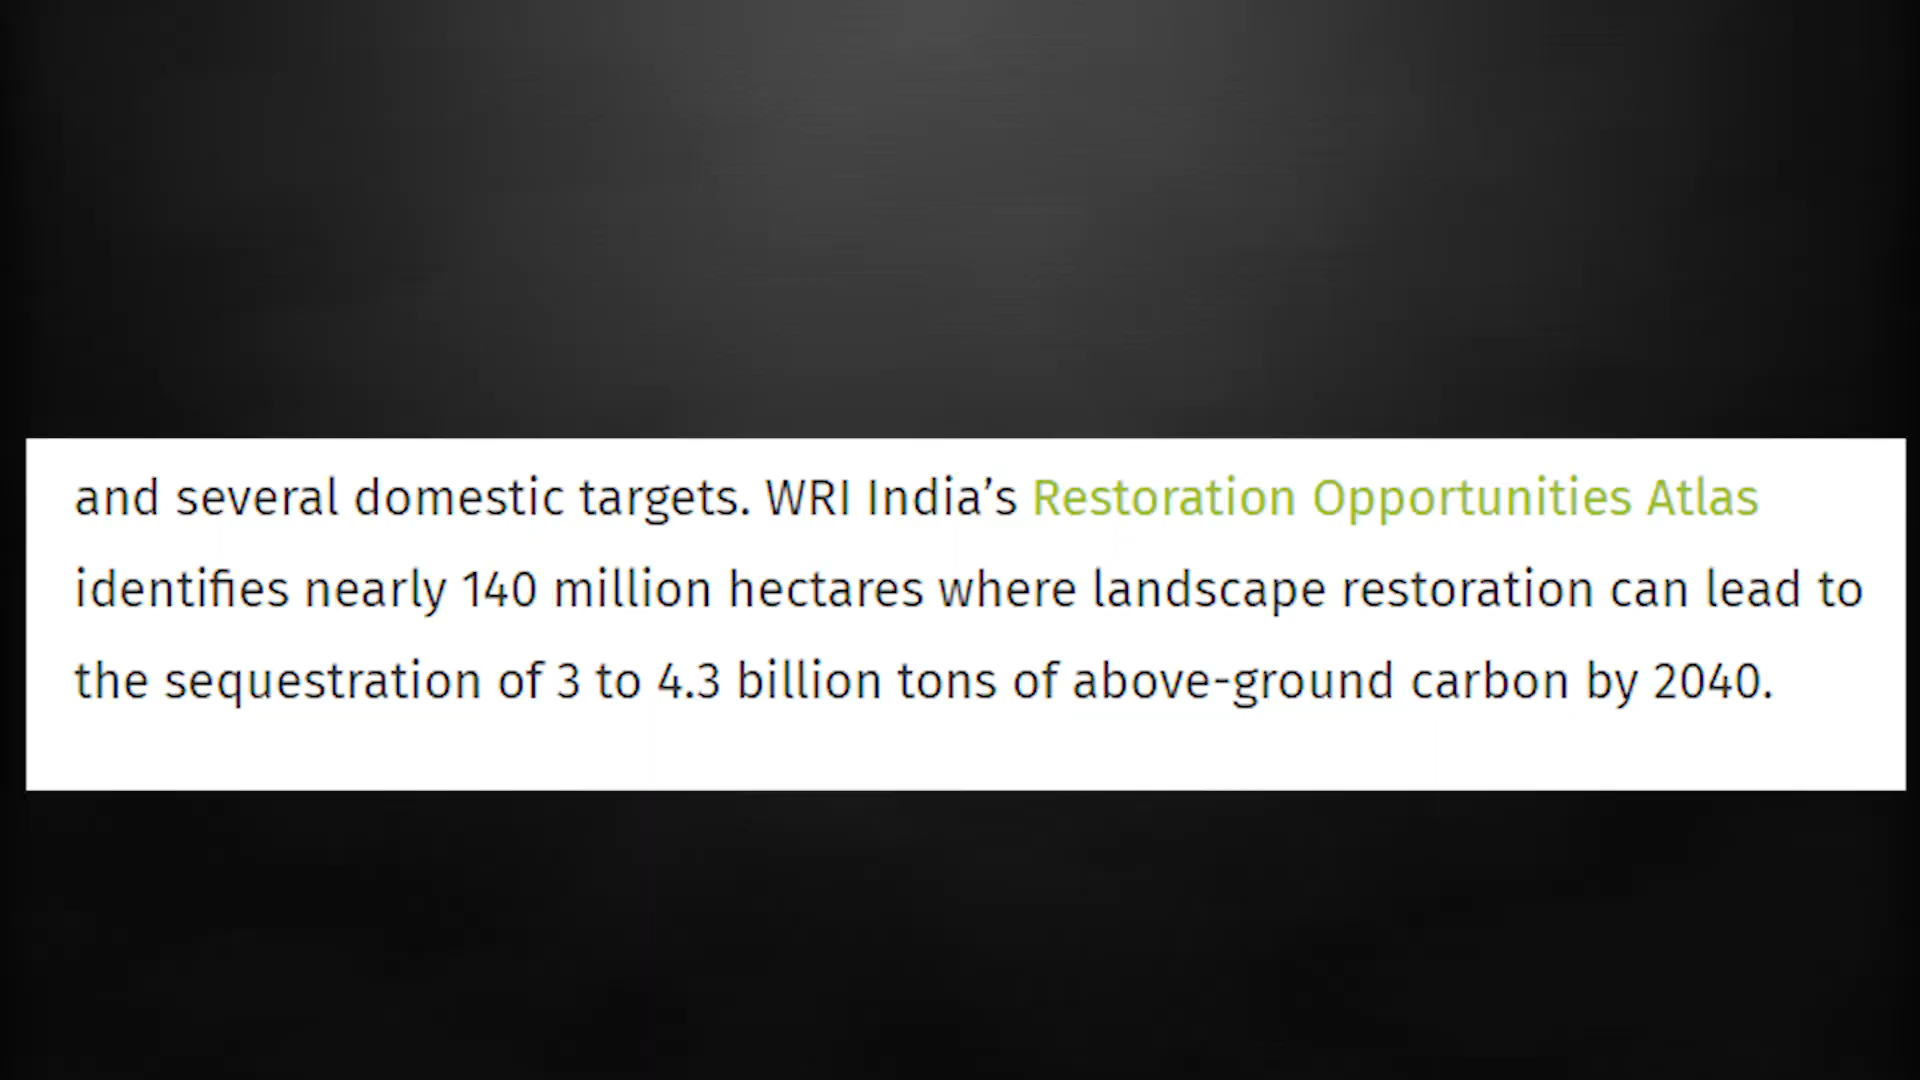 and several domestic targets. WRI India’s Restoration Opportunities Atlas
identifies nearly 140 million hectares where landscape restoration can lead to
the sequestration of 3 to 4.3 billion tons of above-ground carbon by 2040.